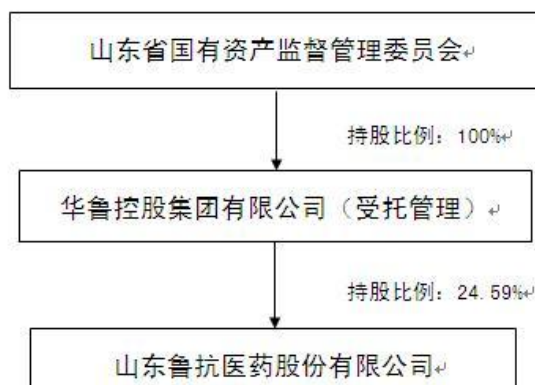 山东省国有资产监督管理委员会
持股比例：100%
华鲁控股集团有限公司（受托管理）
持股比例：24.59%
山东鲁抗医药股份有限公司